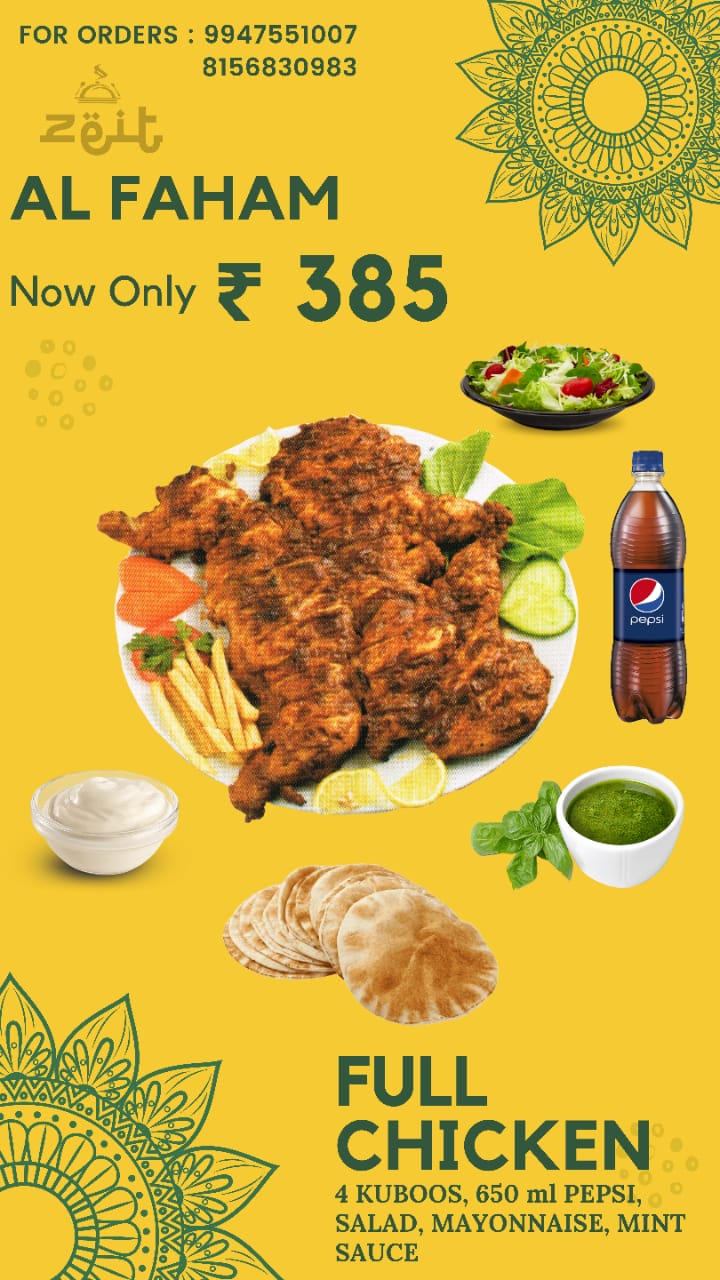 FOR ORDERS : 9947551007
8156830983
zëit
AL FAHAM
Now Only ₹ 385
pepsi
FULL
CHICKEN
4 KUBOOS, 650 ml PEPSI,
SALAD, MAYONNAISE, MINT
SAUCE